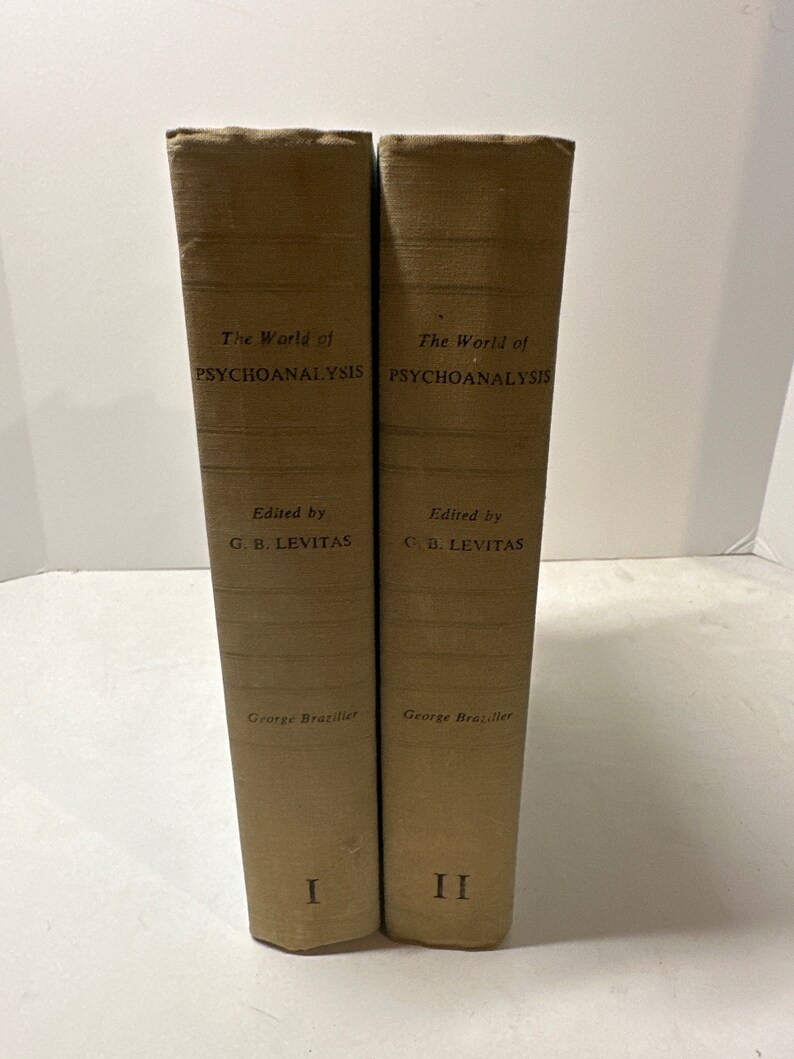 The World of
PSYCHOANALYSIS
Edited by
G. B. LEVITAS
George Braziller
I
The World of
PSYCHOANALYSIS
Edited by
G. B. LEVITAS
George Braziller
II